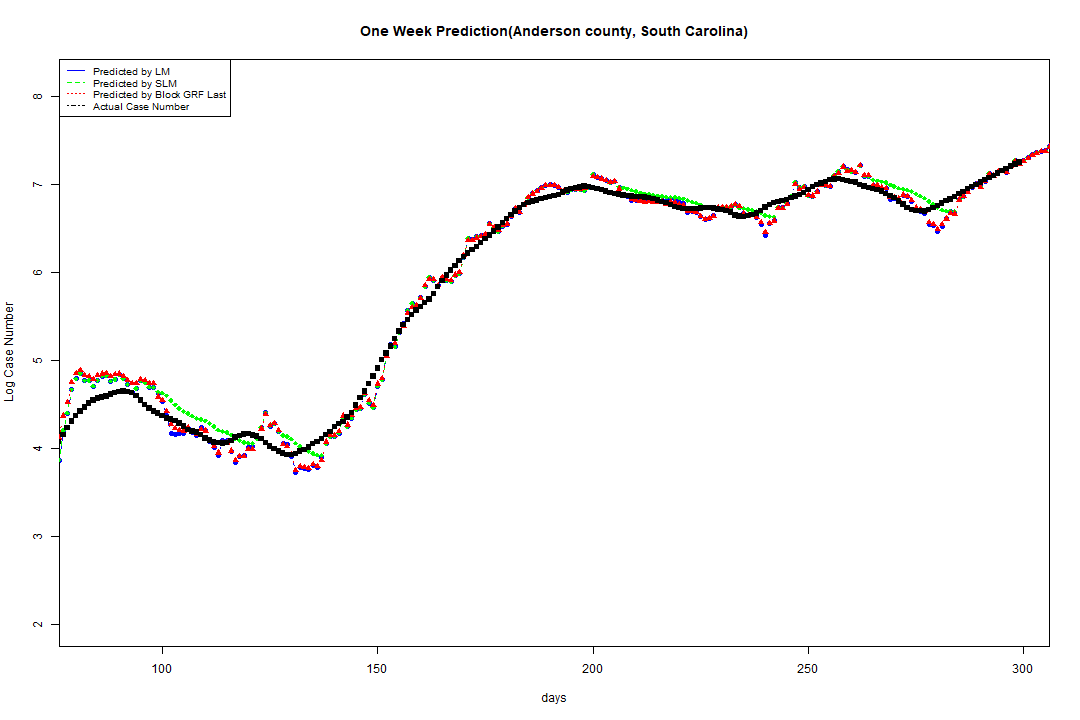 One Week Prediction(Anderson county, South Carolina)
Predicted by LM
Predicted by SLM
Predicted by Block GRF Last
Actual Case Number
Log Case Number
8
7
6
5
4
3
2
100 150 200 250 300
days